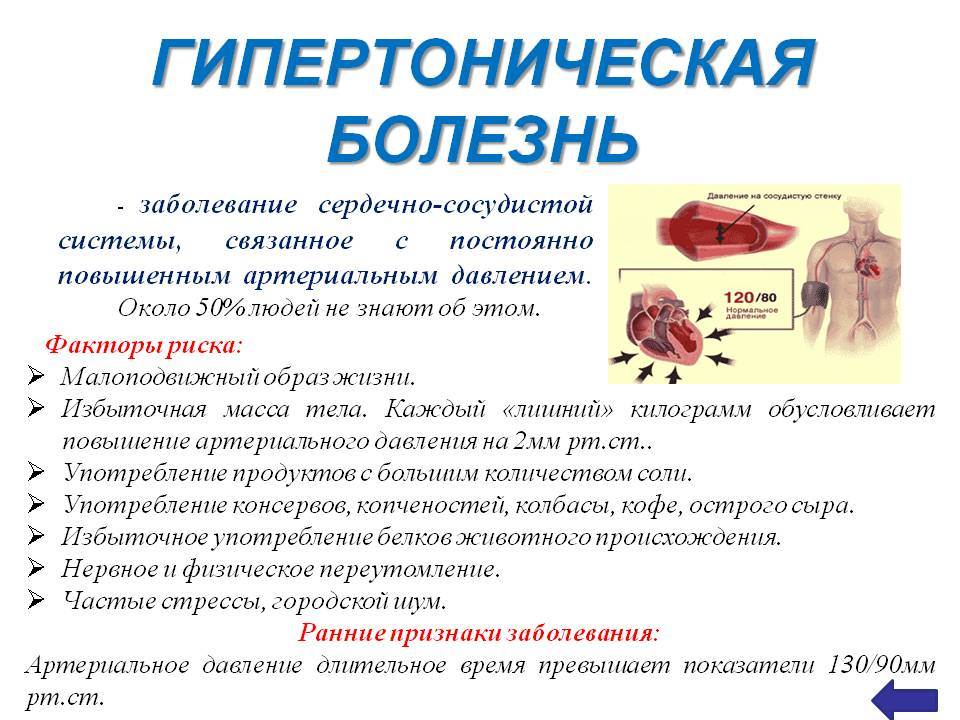 ГИПЕРТОНИЧЕСКАЯ
БОЛЕЗНЬ
- заболевание сердечно-сосудистой
системы, связанное с постоянно
повышенным артериальным давлением.
Около 50% людей не знают об этом.
Давление на сосудистую стенку
120/80
Нормальное
давление
Факторы риска:
Малоподвижный образ жизни.
Избыточная масса тела. Каждый «лишний» килограмм обусловливает
повышение артериального давления на 2мм рт.ст..
Употребление продуктов с большим количеством соли.
Употребление консервов, копченостей, колбасы, кофе, острого сыра.
Избыточное употребление белков животного происхождения.
Нервное и физическое переутомление.
Частые стрессы, городской шум.
Ранние признаки заболевания:
Артериальное давление длительное время превышает показатели 130/90мм
рт.ст.